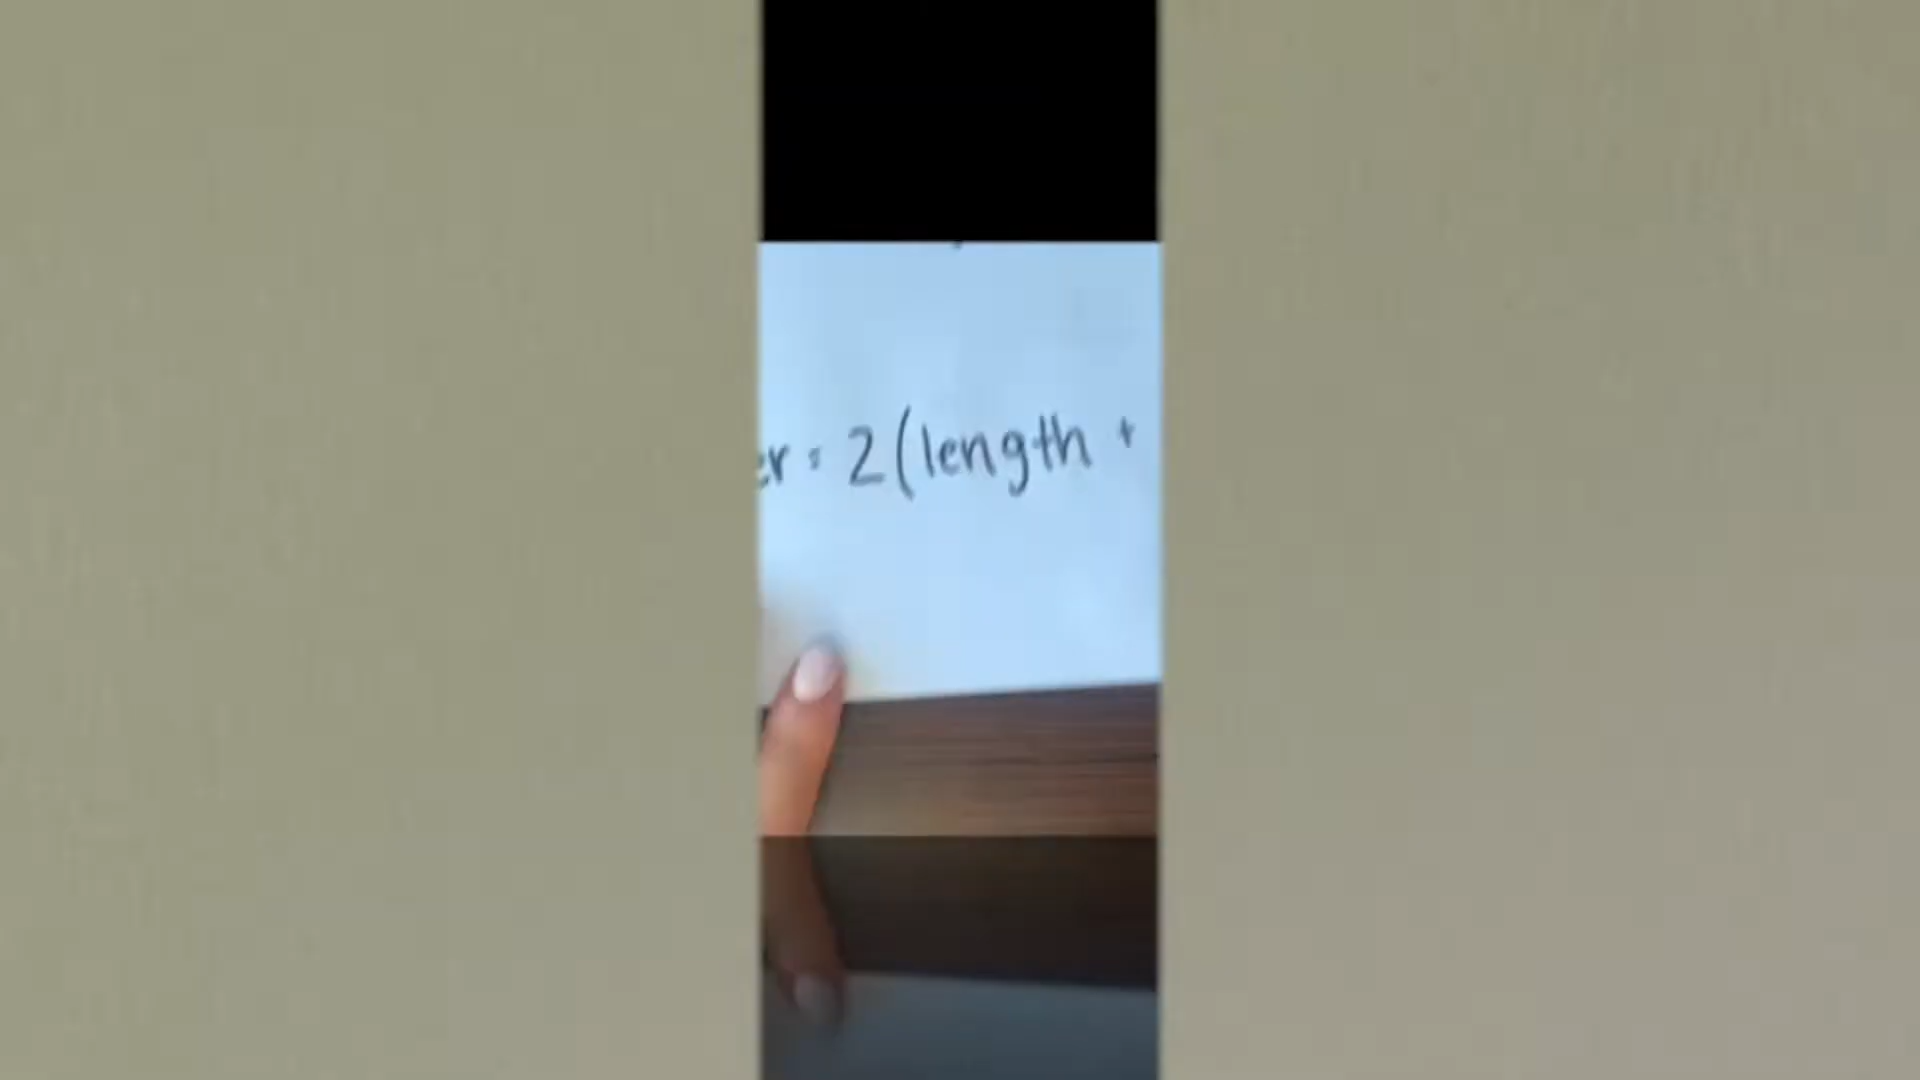 er = 2(length +